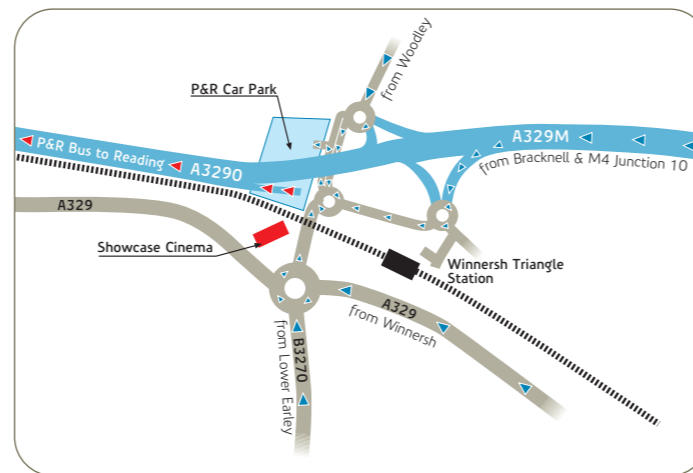 from Woodley
P&R Car Park
A329M
P&R Bus to Reading
A3290
from Bracknell & M4 Junction 10
A329
Showcase Cinema
Winnersh Triangle
Station
A329
from Winnersh
B3270
from Lower Earley